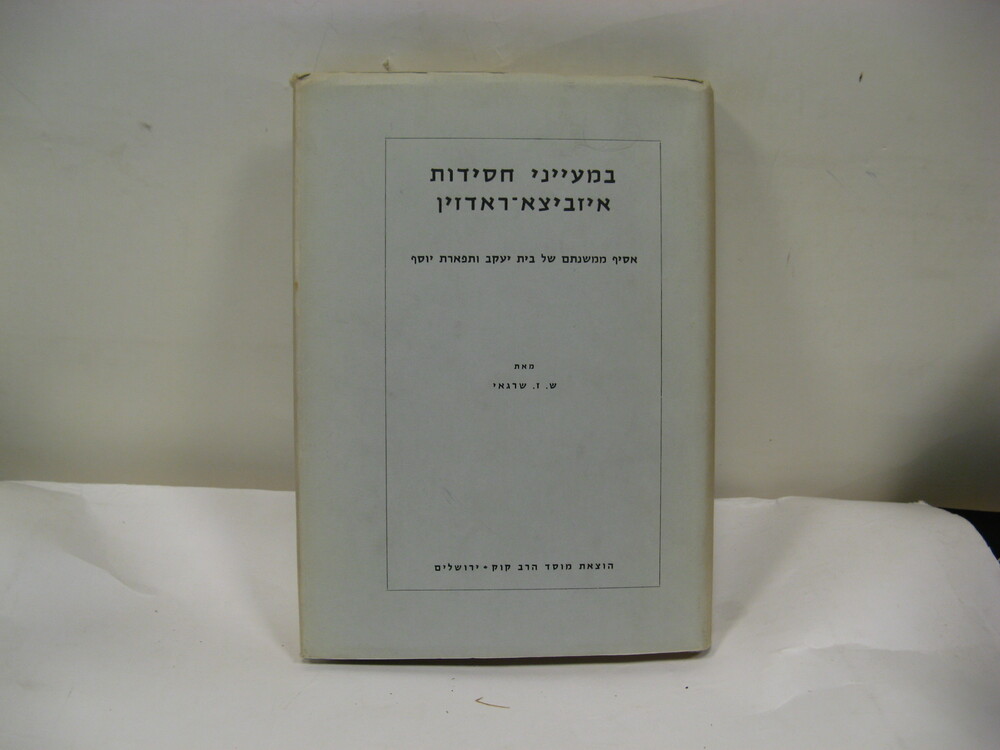 במעייני חסידות
איזביצא־ראדזין
אסיף ממשנתם של בית יעקב ותפארת יוסף
מאת
ש. ז. שרגאי
הוצאת מוסד הרב קוק • ירושלים